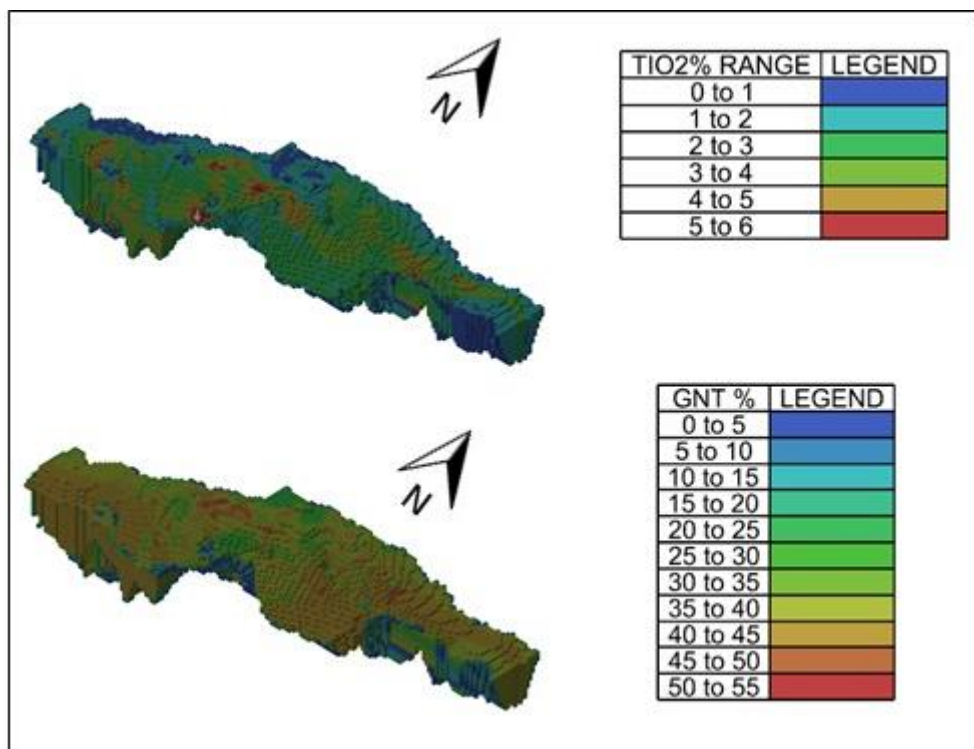 N
TIO2% RANGE LEGEND
0 to 1
1 to 2
2 to 3
3 to 4
4 to 5
5 to 6
N
GNT % LEGEND
0 to 5
5 to 10
10 to 15
15 to 20
20 to 25
25 to 30
30 to 35
35 to 40
40 to 45
45 to 50
50 to 55